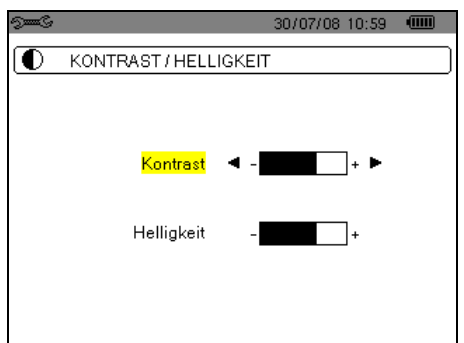 30/07/08 10:59
KONTRAST / HELLIGKEIT
Kontrast - +
Helligkeit - +